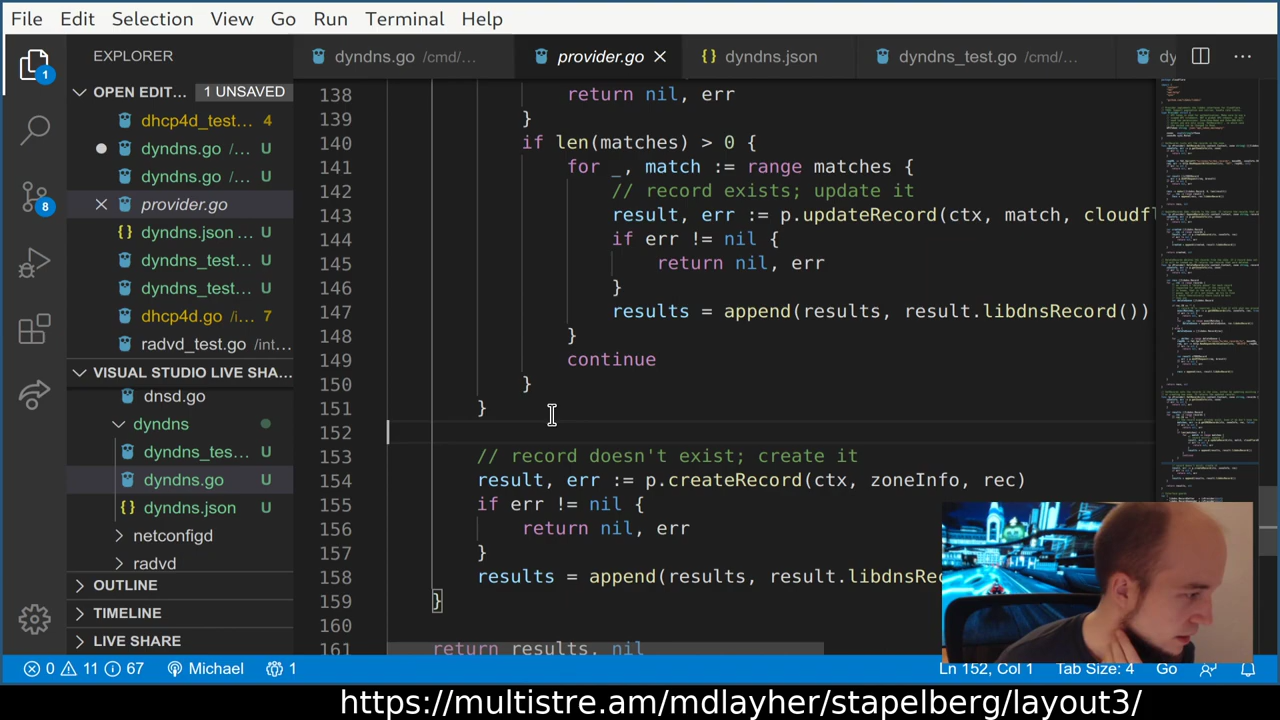 File Edit Selection View Go Run Terminal Help
EXPLORER
dyndns.go /cmd/...
provider.go
{} dyndns.json
dyndns_test.go /cmd/...
dy
OPEN EDIT... 1 UNSAVED
dhcp4d_test... 4
dyndns.go /... U
dyndns.go /... U
provider.go
{} dyndns.json ... U
dyndns_test... U
dyndns_test... U
dhcp4d.go /i... 7
radvd_test.go /int...
VISUAL STUDIO LIVE SHA...
dnsd.go
dyndns
dyndns_tes... U
dyndns.go U
{} dyndns.json U
netconfigd
radvd
OUTLINE
TIMELINE
LIVE SHARE
1
8
138 return nil, err
139 }
140 if len(matches) > 0 {
141 for _, match := range matches {
142 // record exists; update it
143 result, err := p.updateRecord(ctx, match, cloudfl
144 if err != nil {
145 return nil, err
146 }
147 results = append(results, result.libdnsRecord())
148 }
149 continue
150 }
151 }
152
153 // record doesn't exist; create it
154 result, err := p.createRecord(ctx, zoneInfo, rec)
155 if err != nil {
156 return nil, err
157 }
158 results = append(results, result.libdnsRec
159 }
160
161 return results, nil
0 11 67 Michael 1 Ln 152, Col 1 Tab Size: 4 Go
https://multistre.am/mdlayher/stapelberg/layout3/